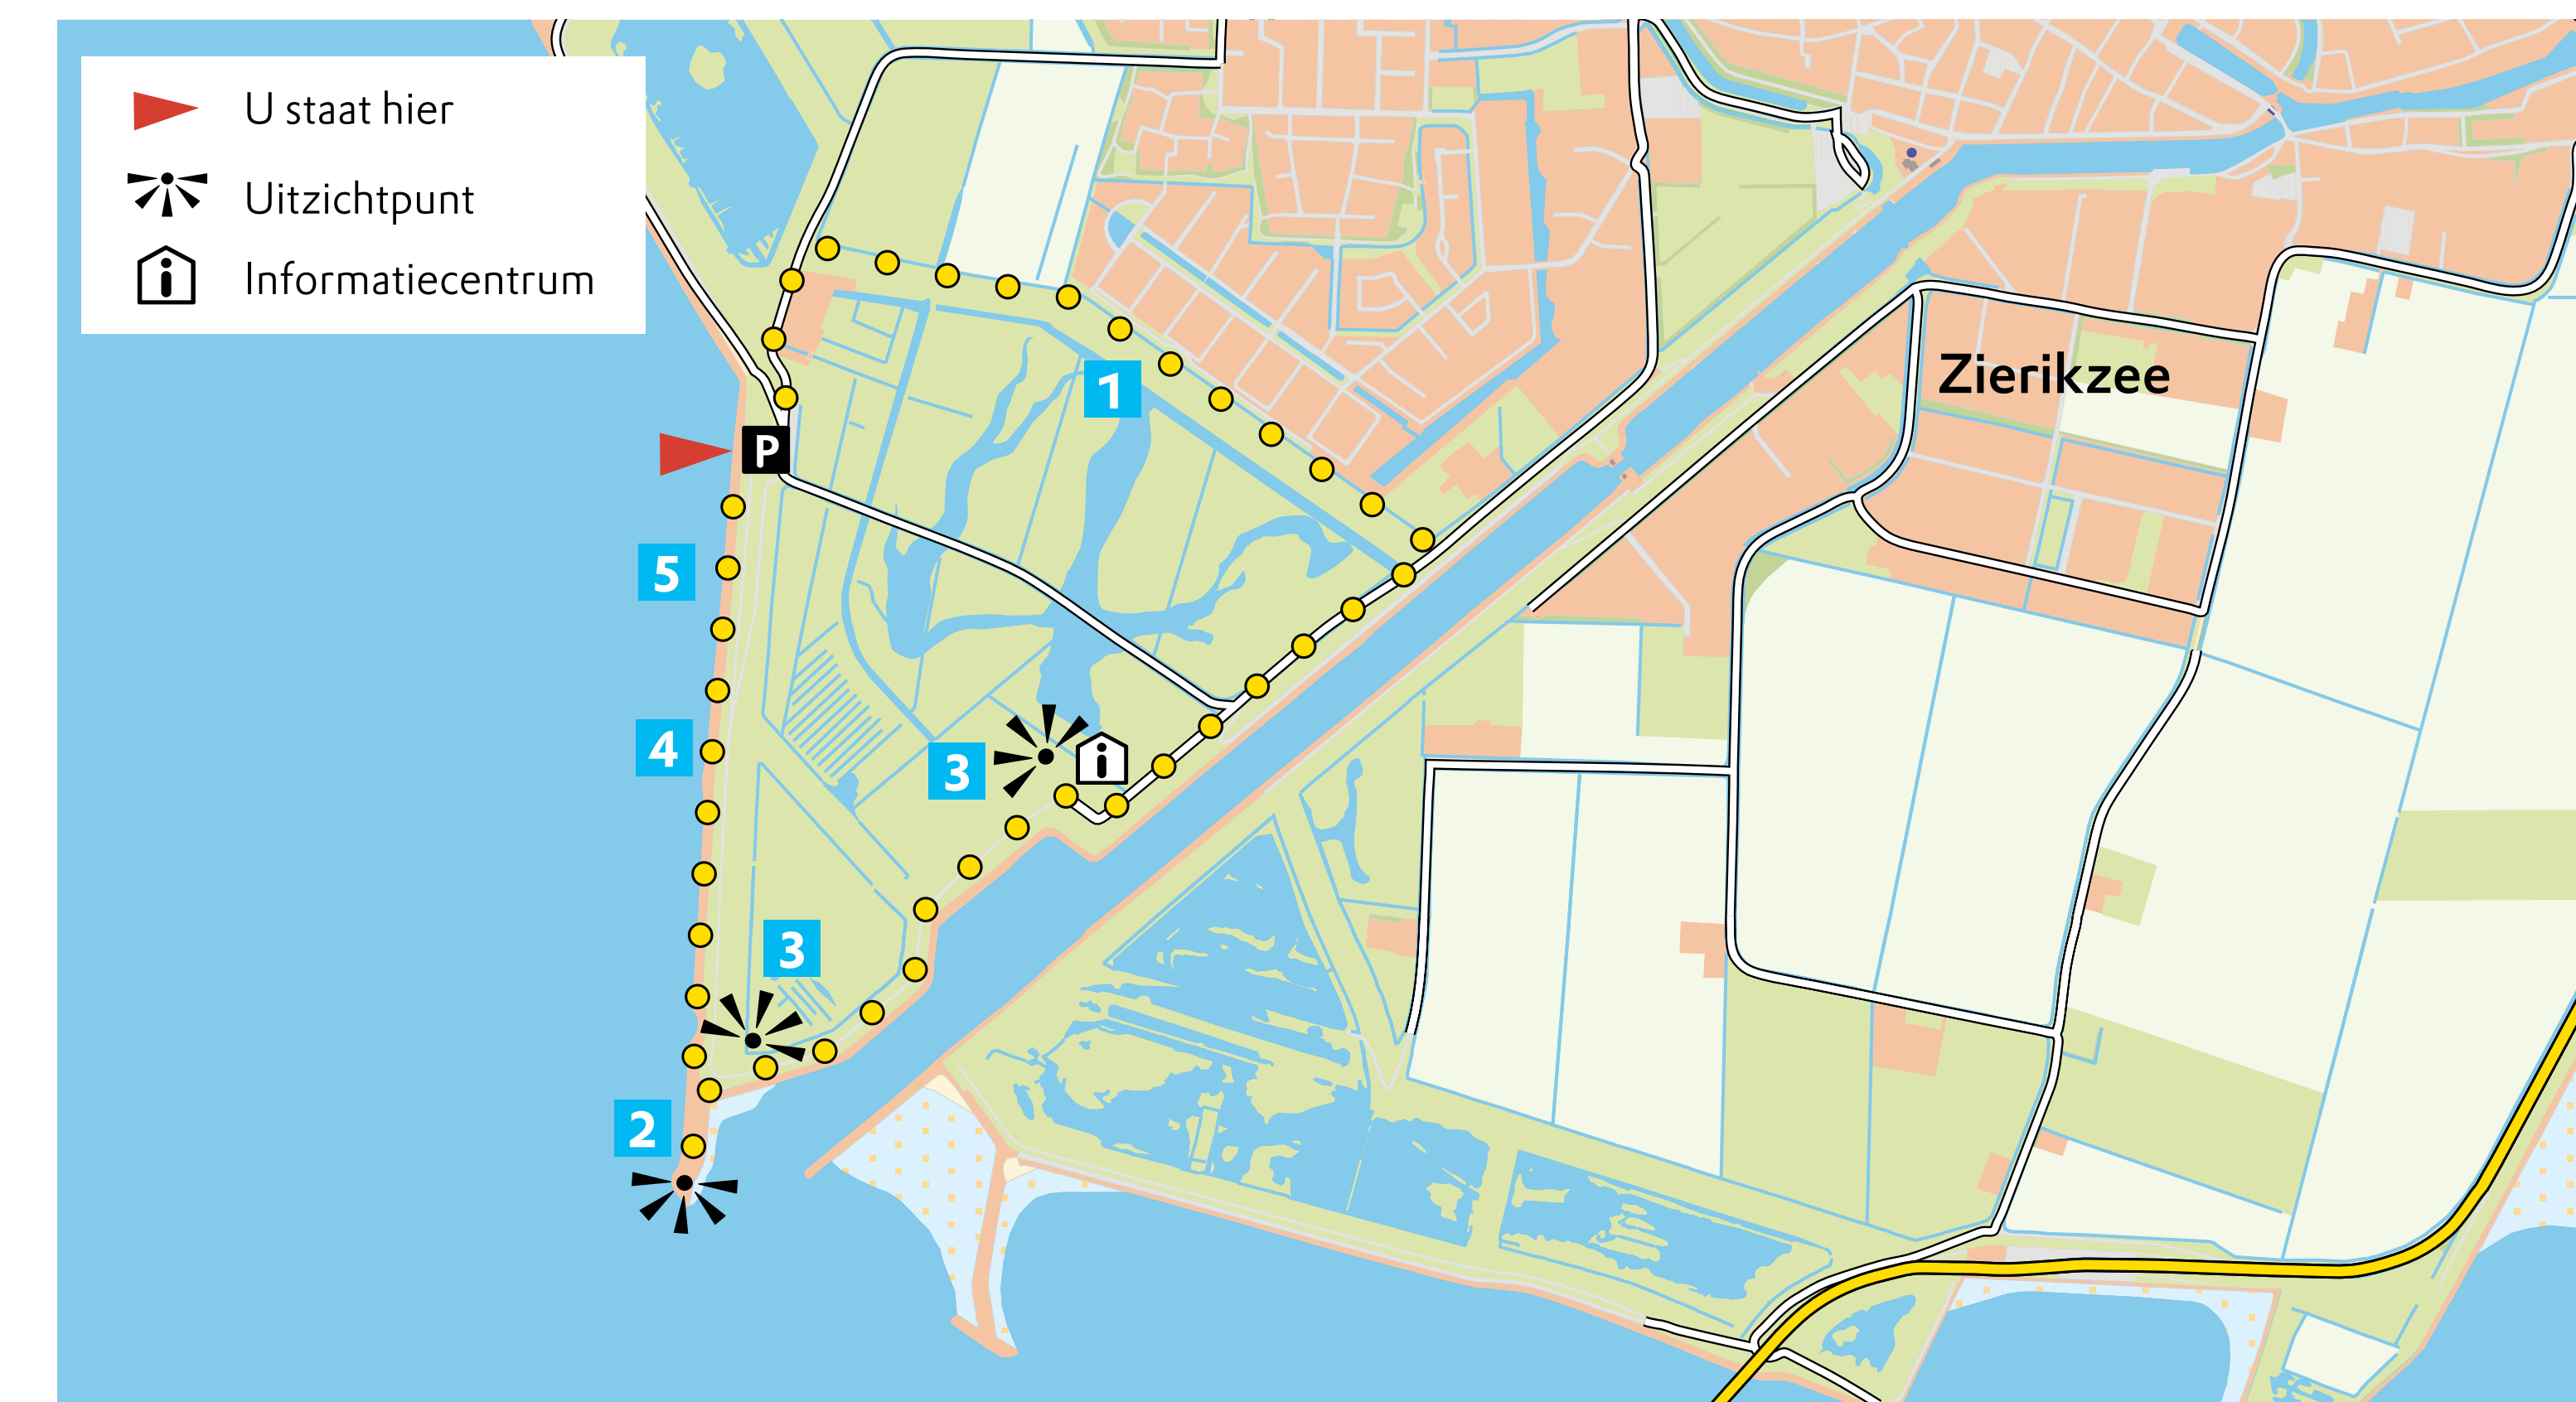 U staat hier
Uitzichtpunt
Informatiecentrum
Zierikzee
1
P
5
4
3
i
3
2